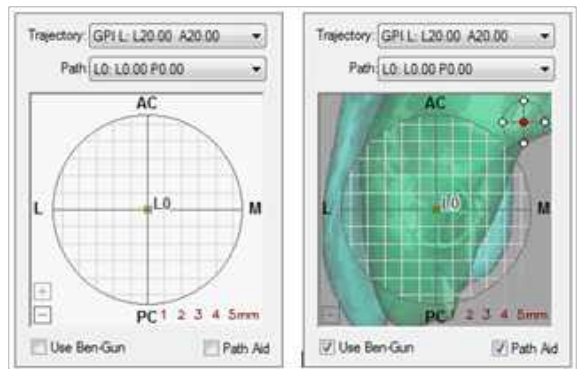 Trajectory: GPI L: L20.00 A20.00
Path: L0: L0.00 P0.00
AC
L L0 M
PC 1 2 3 4 5mm
Use Ben-Gun Path Aid
Trajectory: GPI L: L20.00 A20.00
Path: L0: L0.00 P0.00
AC
L L0 M
PC 1 2 3 4 5mm
Use Ben-Gun Path Aid